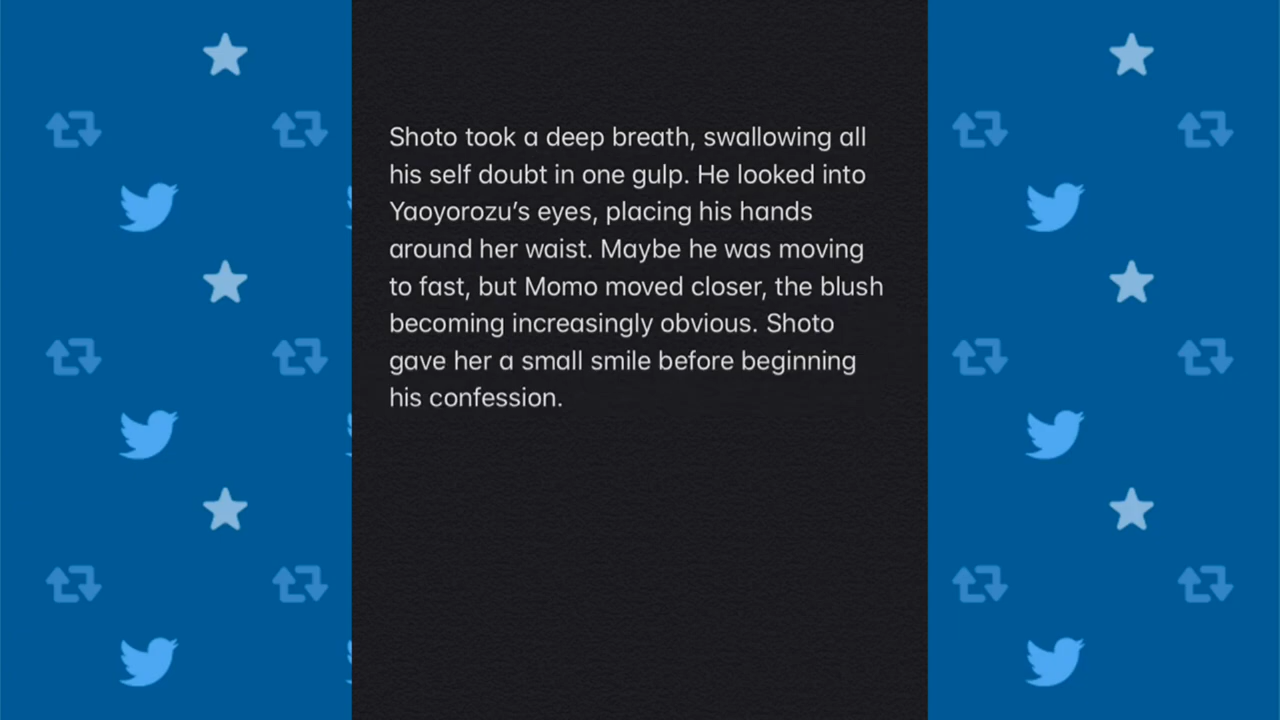 Shoto took a deep breath, swallowing all
his self doubt in one gulp. He looked into
Yaoyorozu’s eyes, placing his hands
around her waist. Maybe he was moving
to fast, but Momo moved closer, the blush
becoming increasingly obvious. Shoto
gave her a small smile before beginning
his confession.